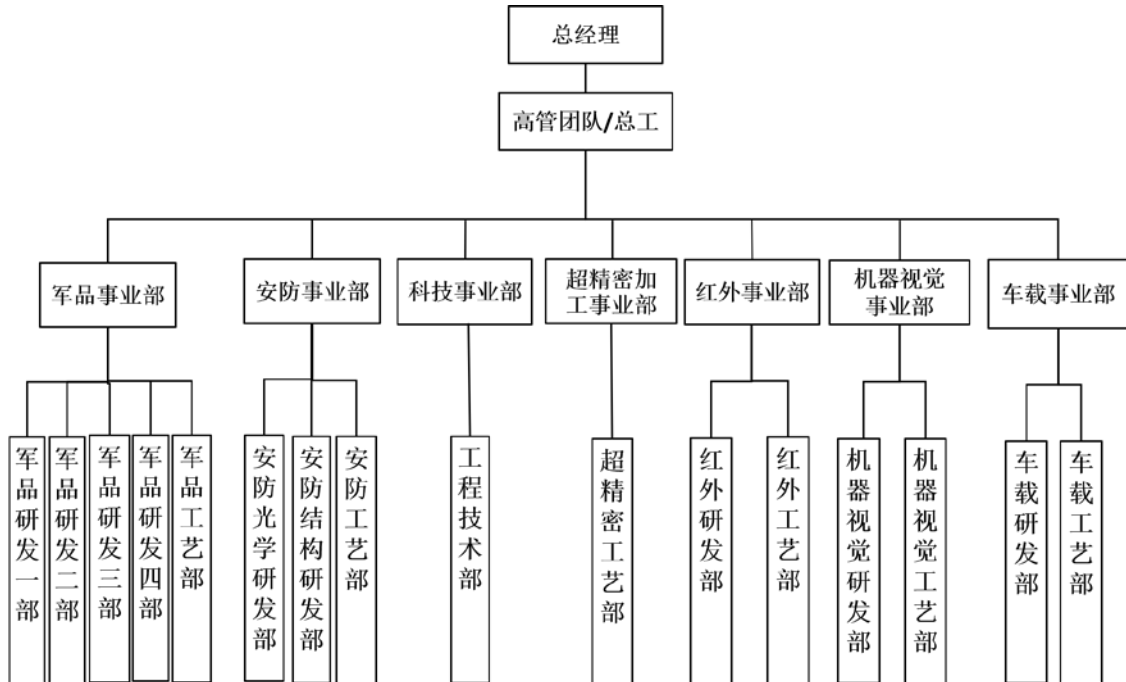 总经理
高管团队/总工
军品事业部
安防事业部
科技事业部
超精密加
工事业部
红外事业部
机器视觉
事业部
车载事业部
军品研发一部
军品研发二部
军品研发三部
军品研发四部
军品工艺部
安防光学研发部
安防结构研发部
安防工艺部
工程技术部
超精密工艺部
红外研发部
红外工艺部
机器视觉研发部
机器视觉工艺部
车载研发部
车载工艺部